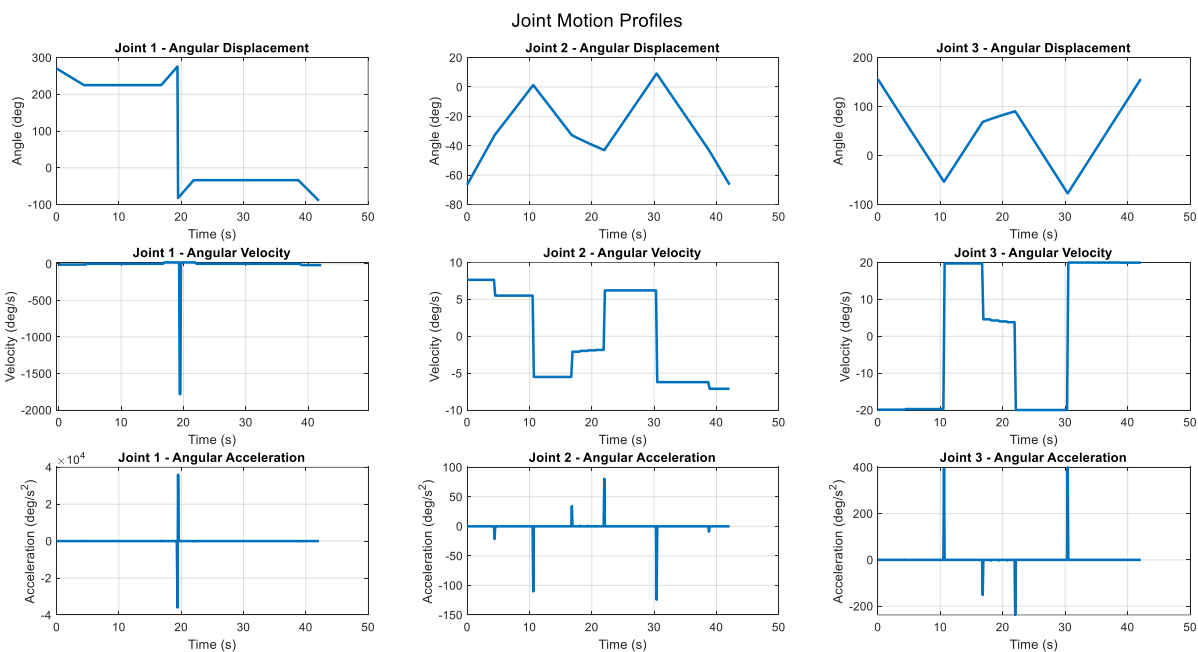 Joint Motion Profiles
Joint 1 - Angular Displacement
300
200
100
0
-100
Angle (deg)
0 10 20 30 40 50
Time (s)
Joint 2 - Angular Displacement
20
0
-20
-40
-60
-80
Angle (deg)
0 10 20 30 40 50
Time (s)
Joint 3 - Angular Displacement
200
100
0
-100
Angle (deg)
0 10 20 30 40 50
Time (s)
Joint 1 - Angular Velocity
0
-500
-1000
-1500
-2000
Velocity (deg/s)
0 10 20 30 40
Time (s)
Joint 2 - Angular Velocity
10
5
0
-5
-10
Velocity (deg/s)
0 10 20 30 40 50
Time (s)
Joint 3 - Angular Velocity
20
10
0
-10
-20
Velocity (deg/s)
0 10 20 30 40 50
Time (s)
Joint 1 - Angular Acceleration
×10⁴
4
2
0
-2
-4
Acceleration (deg/s²)
0 10 20 30 40 50
Time (s)
Joint 2 - Angular Acceleration
100
50
0
-50
-100
-150
Acceleration (deg/s²)
0 10 20 30 40 50
Time (s)
Joint 3 - Angular Acceleration
400
200
0
-200
Acceleration (deg/s²)
0 10 20 30 40 50
Time (s)